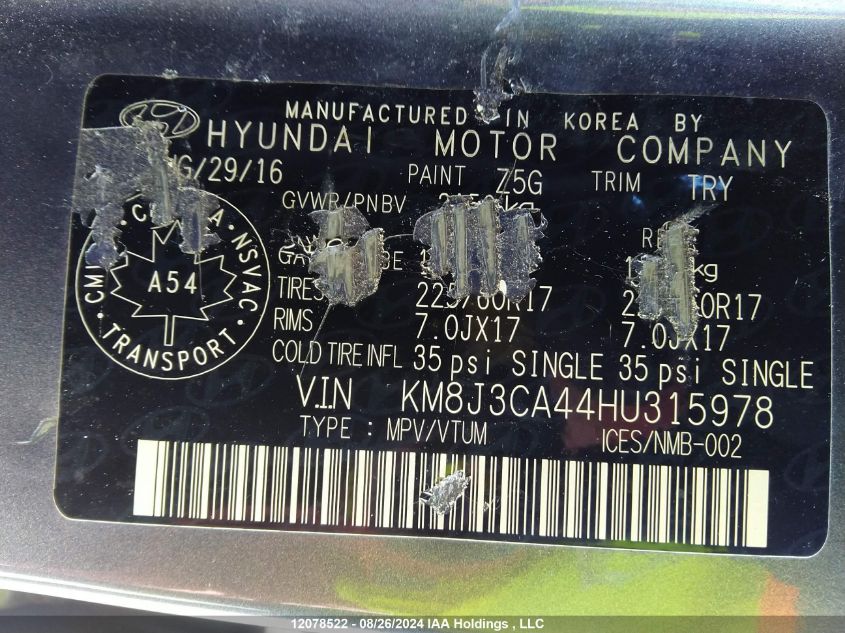 MANUFACTURED IN KOREA BY
HYUNDAI MOTOR COMPANY
/29/16 PAINT Z5G TRIM TRY
GVWR/PNBV kg
kg
TIRES 225/60R17
RIMS 7.0JX17 7.0JX17
COLD TIRE INFL 35 psi SINGLE 35 psi SINGLE
V.I.N KM8J3CA44HU315978
TYPE : MPV/VTUM ICES/NMB-002
NSVAC
A54
TRANSPORT
12078522 - 08/26/2024 IAA Holdings , LLC